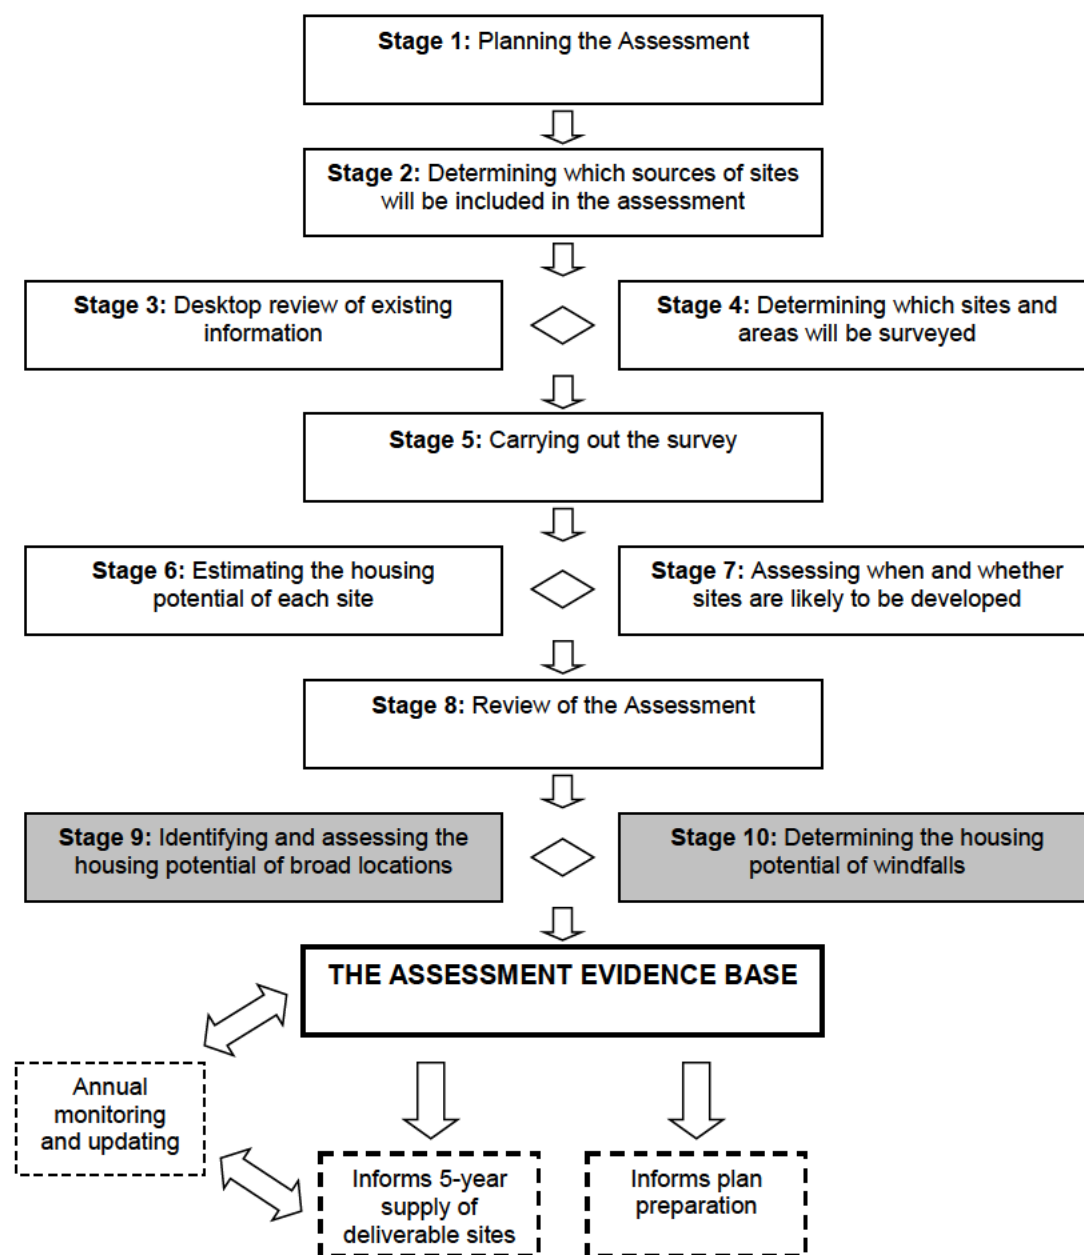 Stage 1: Planning the Assessment
Stage 2: Determining which sources of sites
will be included in the assessment
Stage 3: Desktop review of existing
information
Stage 4: Determining which sites and
areas will be surveyed
Stage 5: Carrying out the survey
Stage 6: Estimating the housing
potential of each site
Stage 7: Assessing when and whether
sites are likely to be developed
Stage 8: Review of the Assessment
Stage 9: Identifying and assessing the
housing potential of broad locations
Stage 10: Determining the housing
potential of windfalls
THE ASSESSMENT EVIDENCE BASE
Annual
monitoring
and updating
Informs 5-year
supply of
deliverable sites
Informs plan
preparation